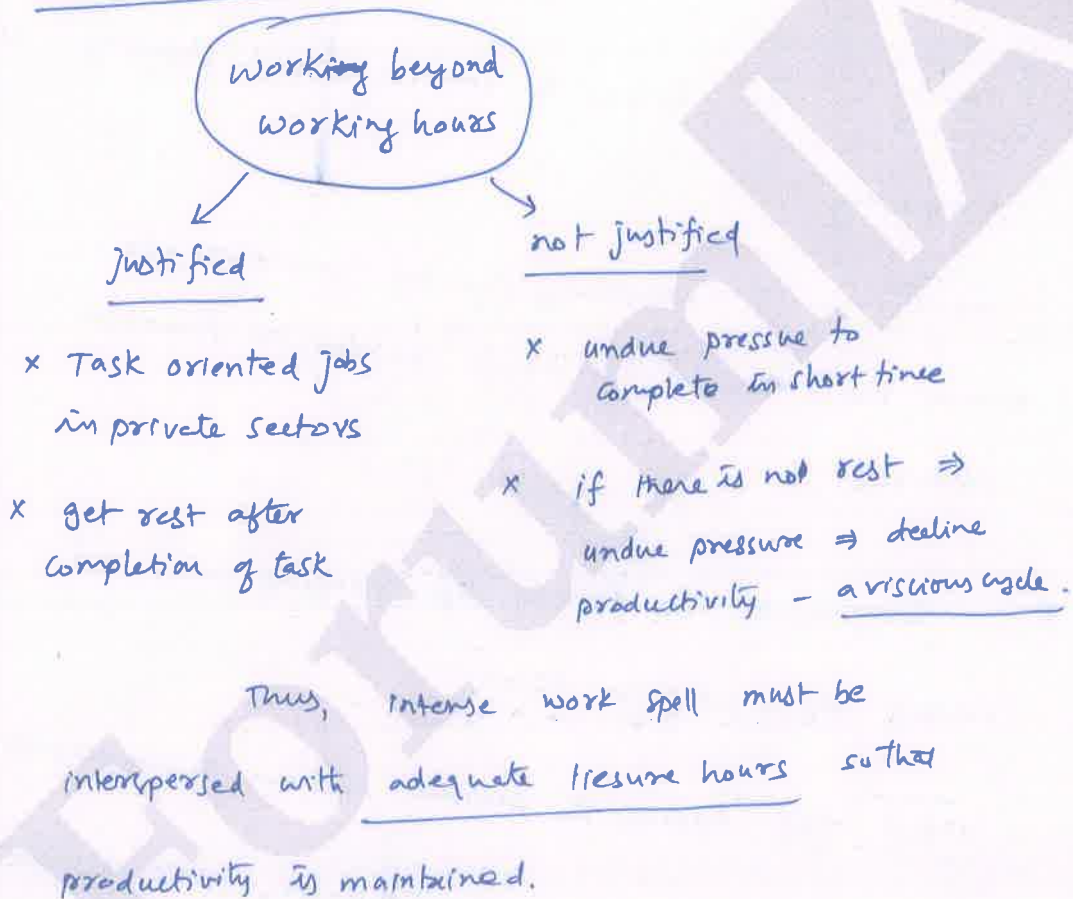 working beyond
working hours
justified
x Task oriented jobs
in private sectors
x get rest after
completion of task
not justified
x undue pressue to
complete in short time
x if there is not rest ⇒
undue pressure ⇒ decline
productivity - a viscious cycle.
Thus, intense work spell must be
interspersed with adequate liesure hours so that
productivity is maintained.
ForumIA